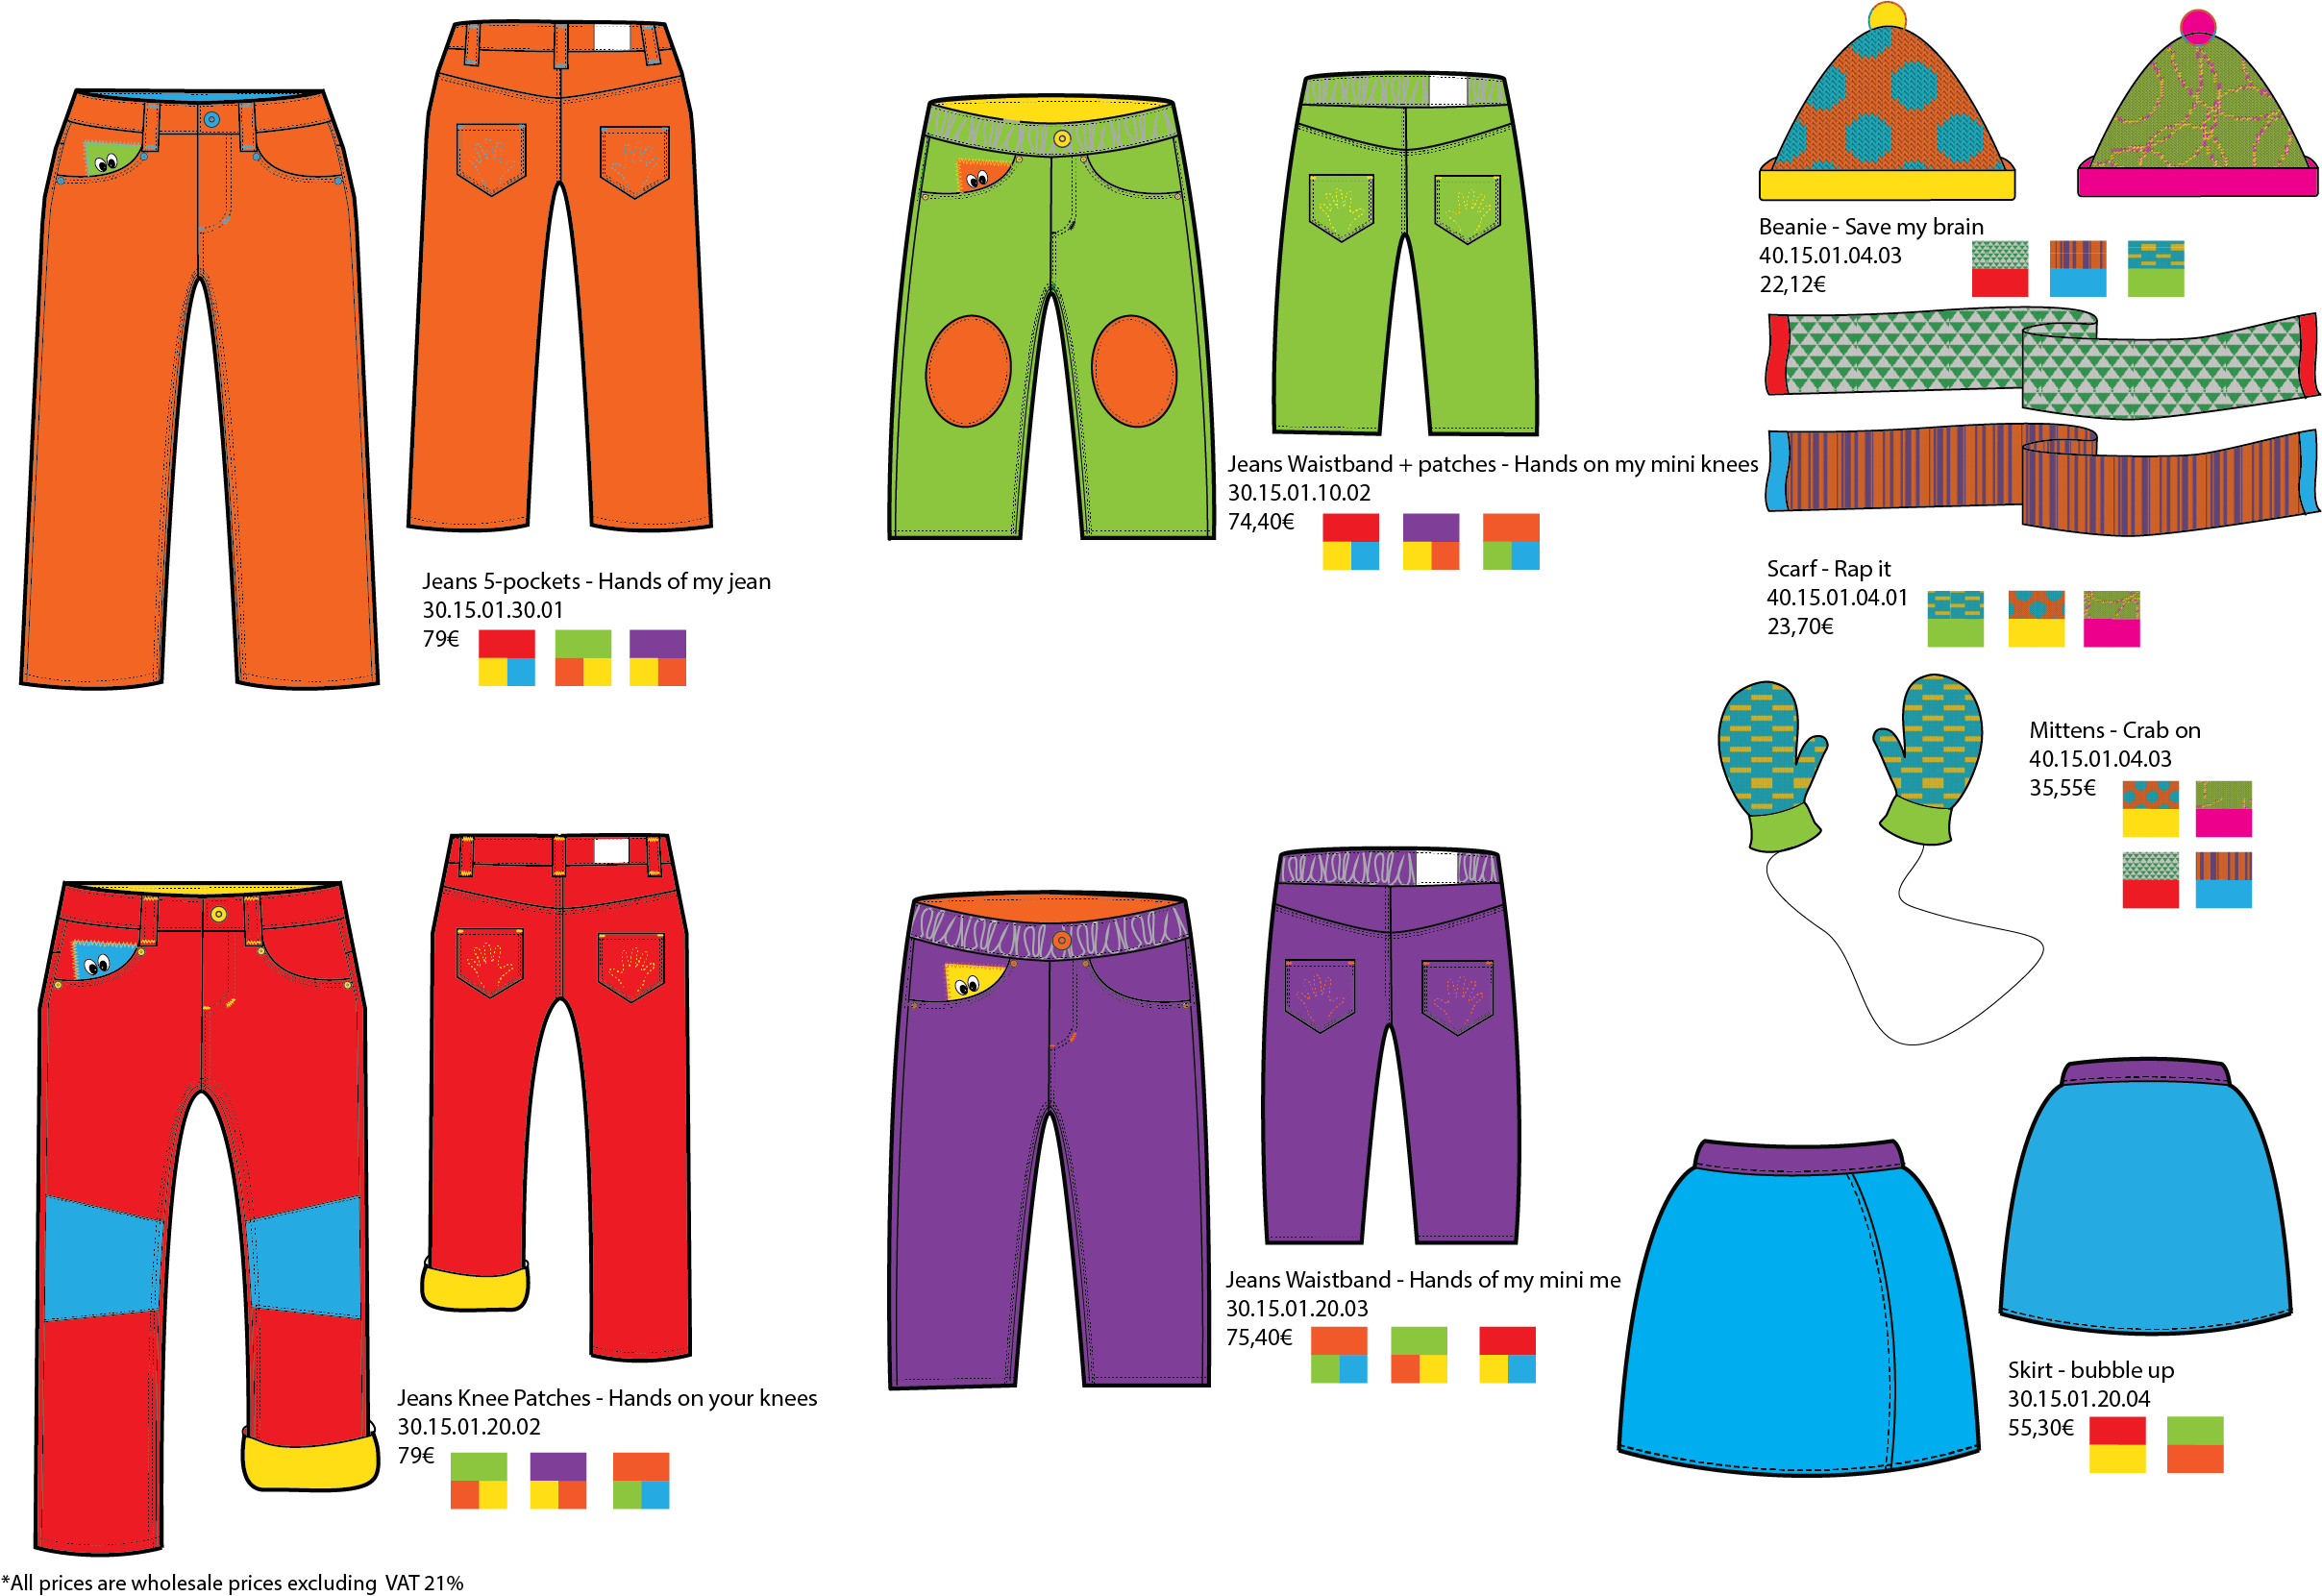 Beanie - Save my brain
40.15.01.04.03
22,12€
Jeans Waistband + patches - Hands on my mini knees
30.15.01.10.02
74,40€
Jeans 5-pockets - Hands of my jean
30.15.01.30.01
79€
Scarf - Rap it
40.15.01.04.01
23,70€
Mittens - Crab on
40.15.01.04.03
35,55€
Jeans Waistband - Hands of my mini me
30.15.01.20.03
75,40€
Jeans Knee Patches - Hands on your knees
30.15.01.20.02
79€
Skirt - bubble up
30.15.01.20.04
55,30€
*All prices are wholesale prices excluding VAT 21%